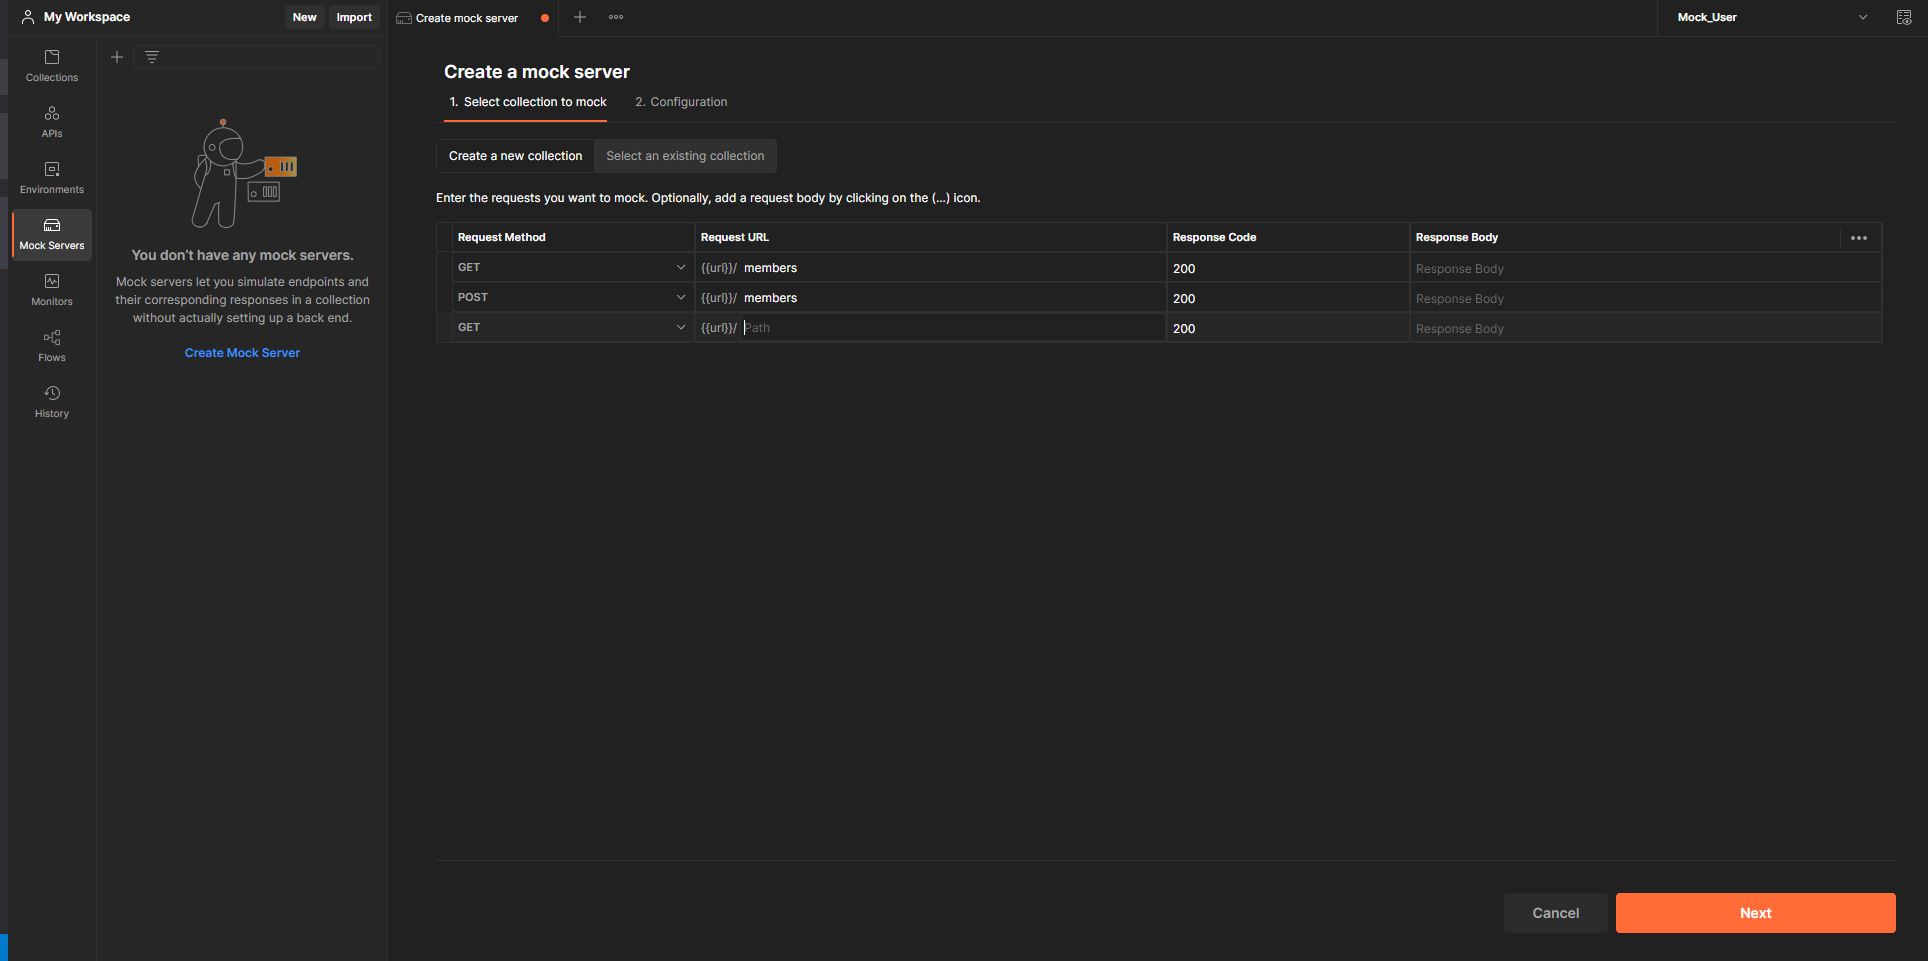 My Workspace
New
Import
Create mock server
Mock_User
Collections
APIs
Environments
Mock Servers
Monitors
Flows
History
You don't have any mock servers.
Mock servers let you simulate endpoints and
their corresponding responses in a collection
without actually setting up a back end.
Create Mock Server
Create a mock server
1. Select collection to mock
2. Configuration
Create a new collection
Select an existing collection
Enter the requests you want to mock. Optionally, add a request body by clicking on the (...) icon.
Request Method Request URL Response Code Response Body
GET {{url}}/ members 200 Response Body
POST {{url}}/ members 200 Response Body
GET {{url}}/ Path 200 Response Body
Cancel
Next